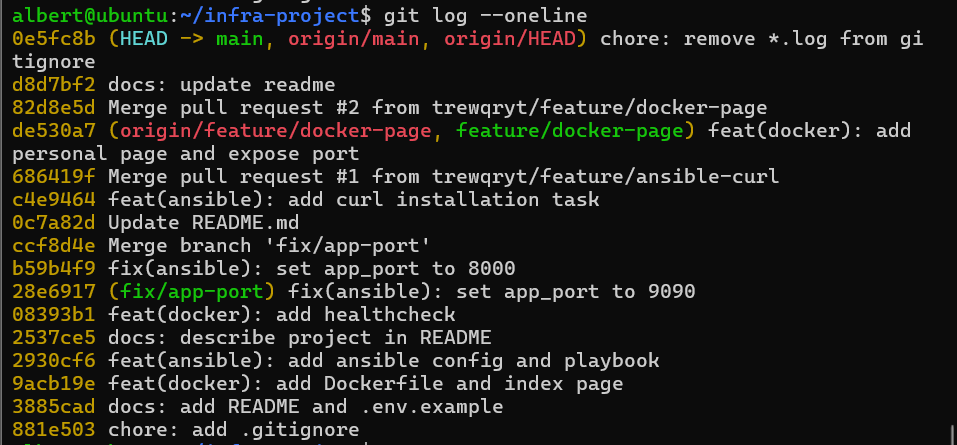 albert@ubuntu:~/infra-project$ git log --oneline
0e5fc8b (HEAD -> main, origin/main, origin/HEAD) chore: remove *.log from gi
tignore
d8d7bf2 docs: update readme
82d8e5d Merge pull request #2 from trewqryt/feature/docker-page
de530a7 (origin/feature/docker-page, feature/docker-page) feat(docker): add
personal page and expose port
686419f Merge pull request #1 from trewqryt/feature/ansible-curl
c4e9464 feat(ansible): add curl installation task
0c7a82d Update README.md
ccf8d4e Merge branch 'fix/app-port'
b59b4f9 fix(ansible): set app_port to 8000
28e6917 (fix/app-port) fix(ansible): set app_port to 9090
08393b1 feat(docker): add healthcheck
2537ce5 docs: describe project in README
2930cf6 feat(ansible): add ansible config and playbook
9acb19e feat(docker): add Dockerfile and index page
3885cad docs: add README and .env.example
881e503 chore: add .gitignore